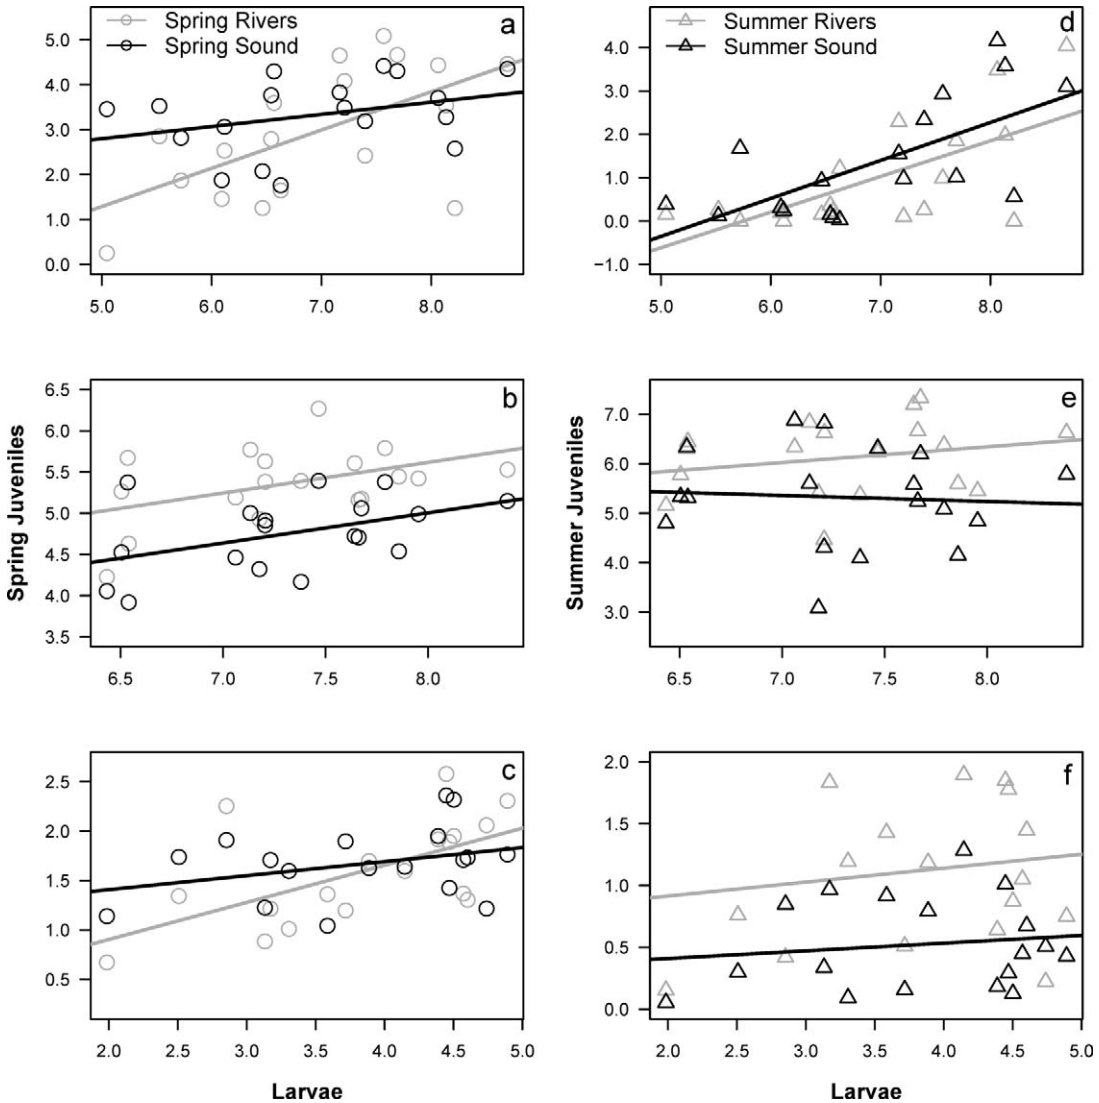 Spring Rivers
Spring Sound
a
5.0
4.0
3.0
2.0
1.0
0.0
5.0 6.0 7.0 8.0
Summer Rivers
Summer Sound
d
4.0
3.0
2.0
1.0
0.0
−1.0
5.0 6.0 7.0 8.0
Spring Juveniles
b
6.5
6.0
5.5
5.0
4.5
4.0
3.5
6.5 7.0 7.5 8.0
Summer Juveniles
e
7.0
6.0
5.0
4.0
3.0
6.5 7.0 7.5 8.0
c
2.5
2.0
1.5
1.0
0.5
2.0 2.5 3.0 3.5 4.0 4.5 5.0
Larvae
f
2.0
1.5
1.0
0.5
0.0
2.0 2.5 3.0 3.5 4.0 4.5 5.0
Larvae